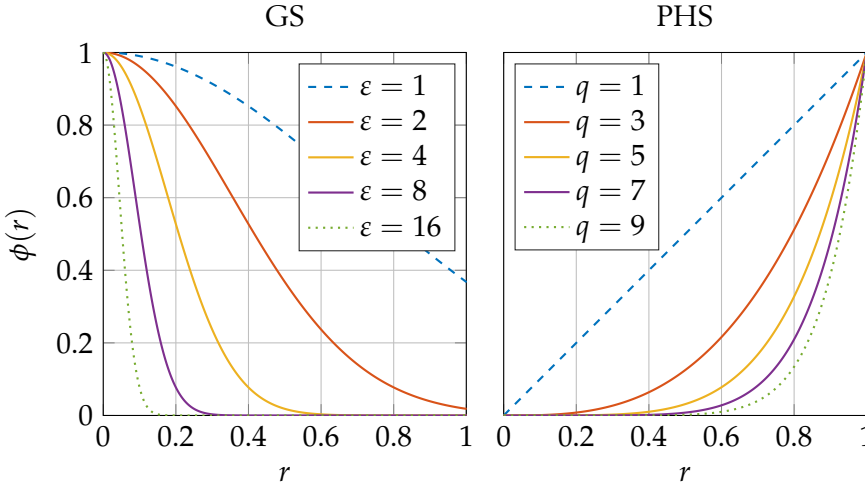 GS
PHS
ϕ(r)
1
0.8
0.6
0.4
0.2
0
ε = 1
ε = 2
ε = 4
ε = 8
ε = 16
0 0.2 0.4 0.6 0.8 1
r
q = 1
q = 3
q = 5
q = 7
q = 9
0 0.2 0.4 0.6 0.8 1
r